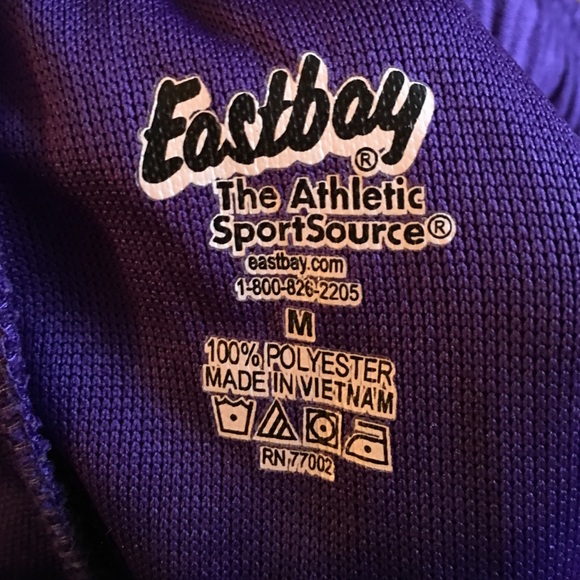 Eastbay®
The Athletic
SportSource®
eastbay.com
1-800-826-2205
M
100% POLYESTER
MADE IN VIETNAM
RN 77002